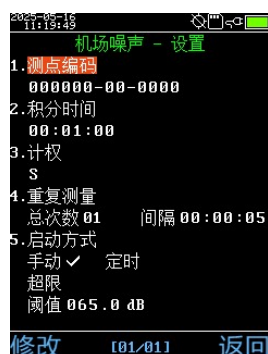 2025-05-16
11:19:49
机场噪声 - 设置
1.测点编码
000000-00-0000
2.积分时间
00:01:00
3.计权
S
4.重复测量
总次数01 间隔00:00:05
5.启动方式
手动✓ 定时
超限
阈值065.0 dB
修改 [01/01] 返回